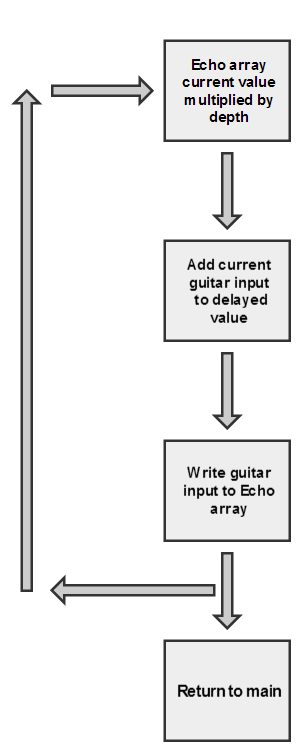 Echo array
current value
multiplied by
depth
Add current
guitar input
to delayed
value
Write guitar
input to Echo
array
Return to main